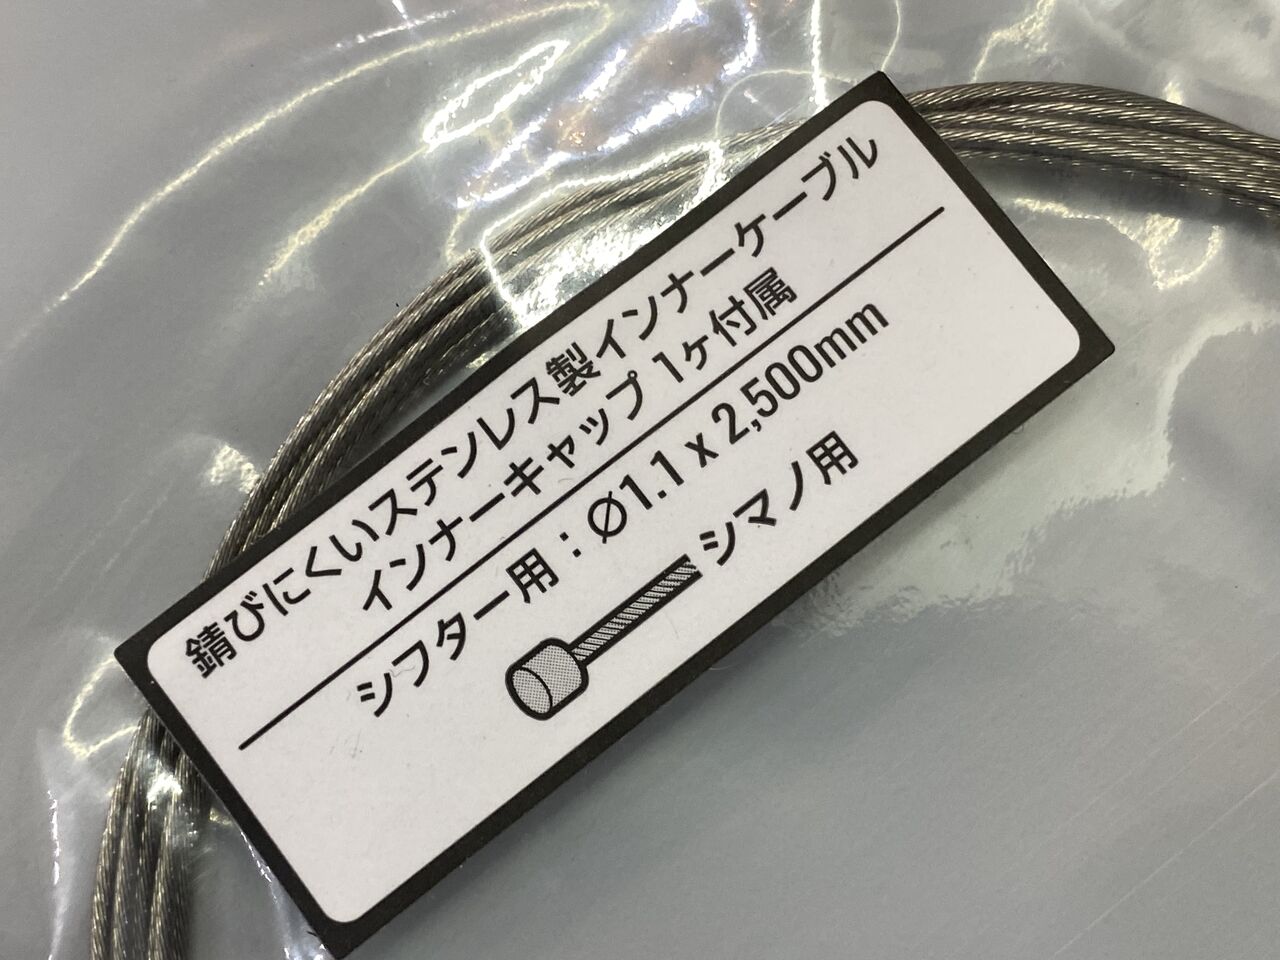 錆びにくいステンレス製インナーケーブル
インナーキャップ 1ヶ付属
シフター用：Ø1.1 x 2,500mm
シマノ用